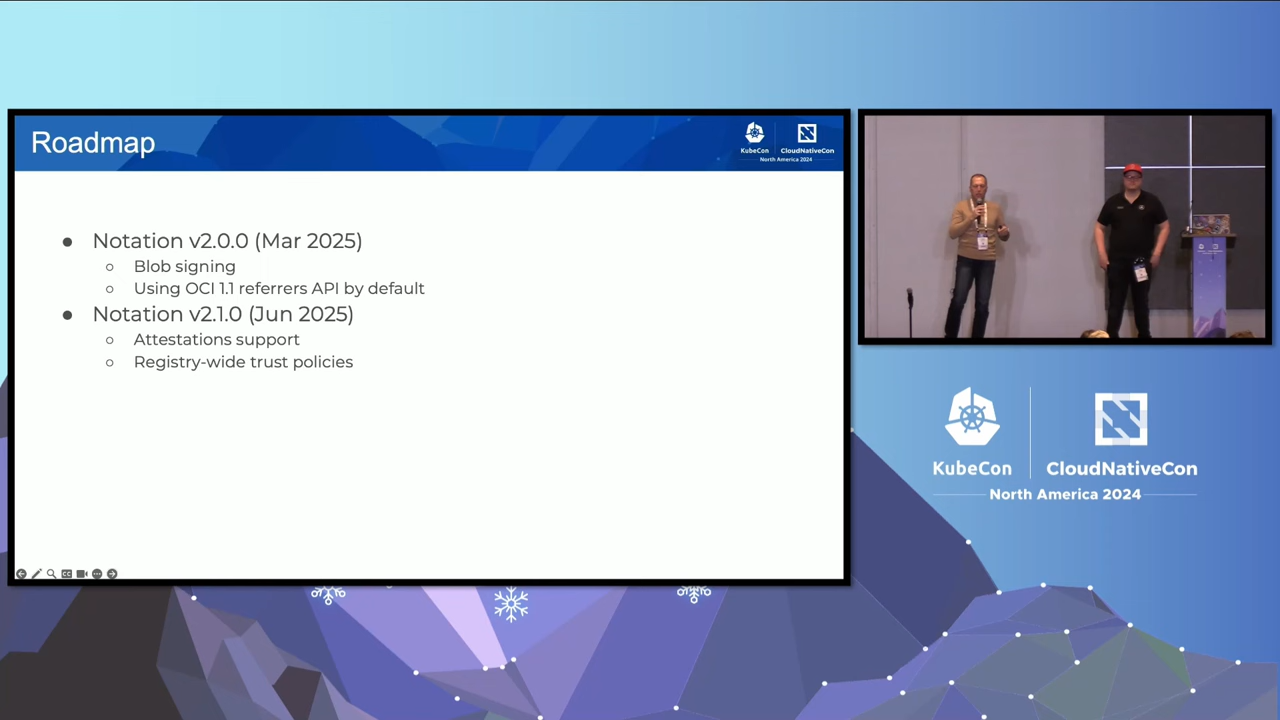 Roadmap
KubeCon
CloudNativeCon
North America 2024
● Notation v2.0.0 (Mar 2025)
○ Blob signing
○ Using OCI 1.1 referrers API by default
● Notation v2.1.0 (Jun 2025)
○ Attestations support
○ Registry-wide trust policies
KubeCon
CloudNativeCon
North America 2024